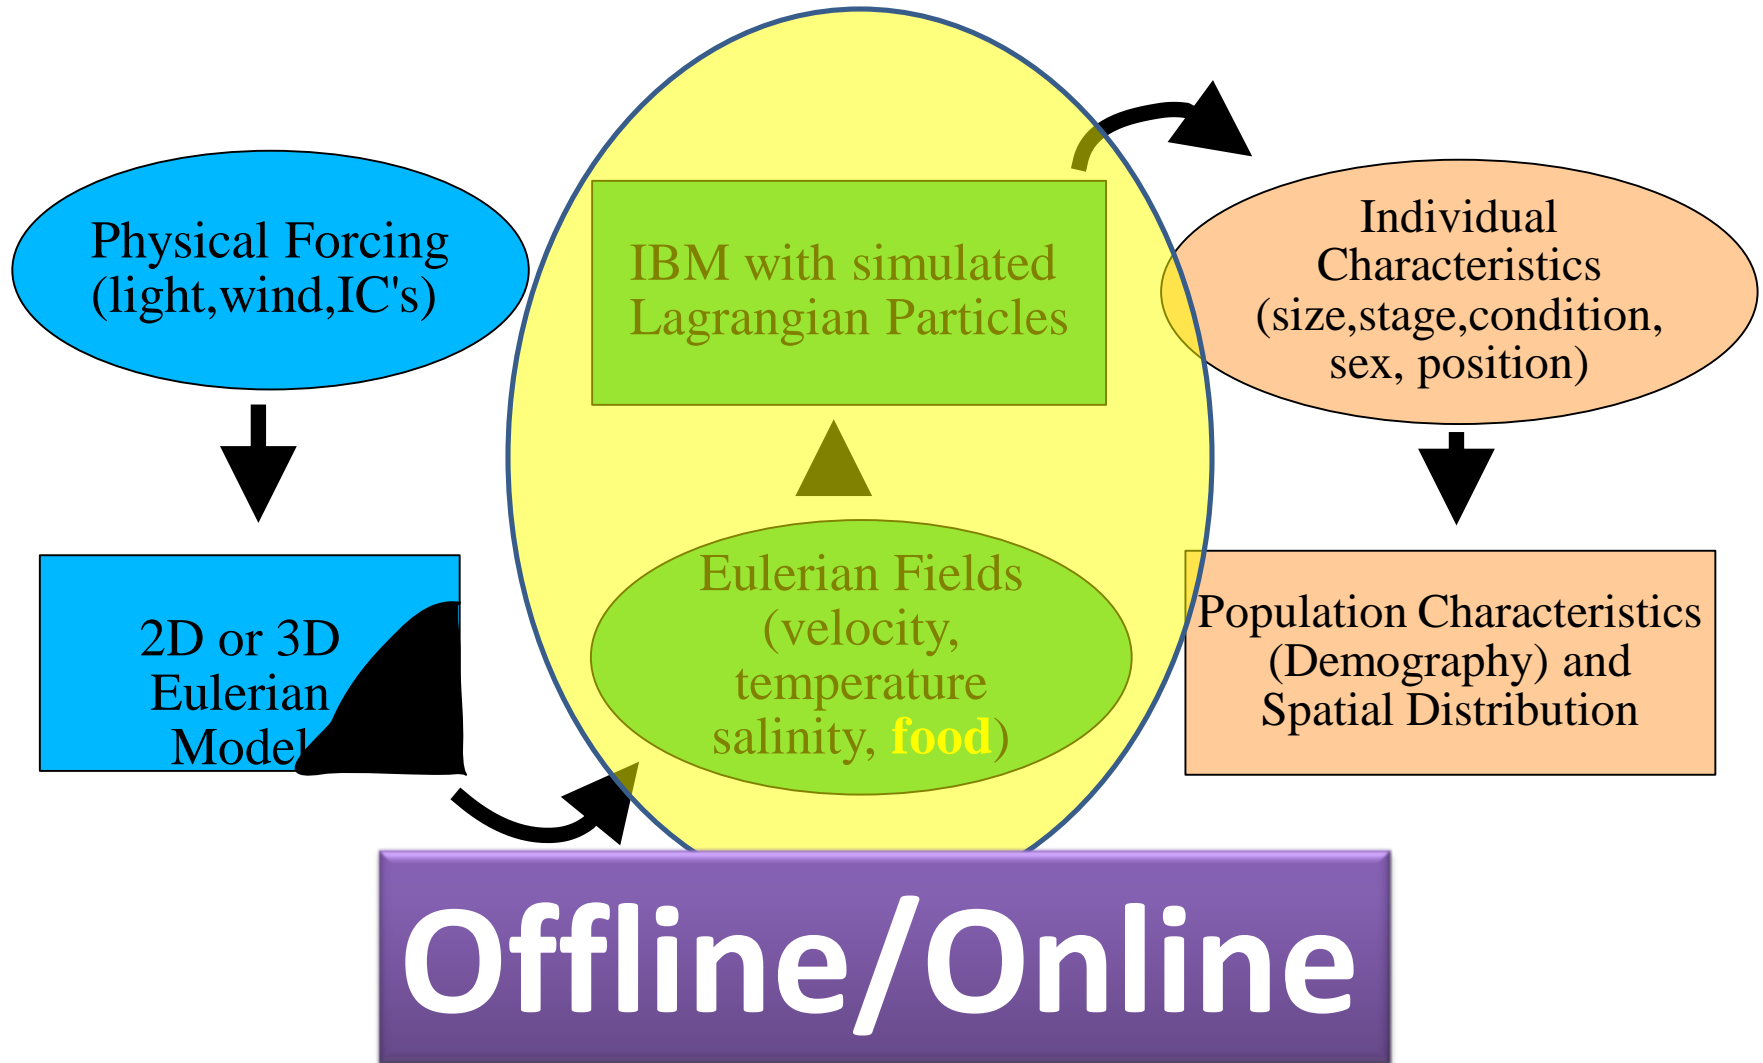 Physical Forcing
(light,wind,IC's)
2D or 3D
Eulerian
Model
IBM with simulated
Lagrangian Particles
Eulerian Fields
(velocity,
temperature
salinity, food)
Individual
Characteristics
(size,stage,condition,
sex, position)
Population Characteristics
(Demography) and
Spatial Distribution
Offline/Online